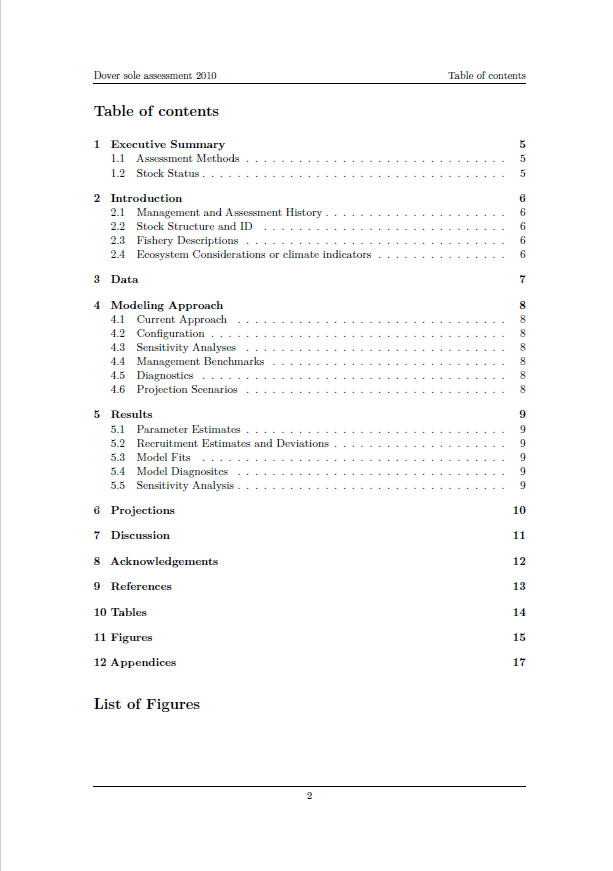 Dover sole assessment 2010 Table of contents
Table of contents
1 Executive Summary 5
1.1 Assessment Methods . . . . . . . . . . . . . . . . . . . . . . . . . . . . . . 5
1.2 Stock Status . . . . . . . . . . . . . . . . . . . . . . . . . . . . . . . . . . . 5
2 Introduction 6
2.1 Management and Assessment History . . . . . . . . . . . . . . . . . . . . . 6
2.2 Stock Structure and ID . . . . . . . . . . . . . . . . . . . . . . . . . . . . 6
2.3 Fishery Descriptions . . . . . . . . . . . . . . . . . . . . . . . . . . . . . . 6
2.4 Ecosystem Considerations or climate indicators . . . . . . . . . . . . . . . 6
3 Data 7
4 Modeling Approach 8
4.1 Current Approach . . . . . . . . . . . . . . . . . . . . . . . . . . . . . . . 8
4.2 Configuration . . . . . . . . . . . . . . . . . . . . . . . . . . . . . . . . . . 8
4.3 Sensitivity Analyses . . . . . . . . . . . . . . . . . . . . . . . . . . . . . . 8
4.4 Management Benchmarks . . . . . . . . . . . . . . . . . . . . . . . . . . . 8
4.5 Diagnostics . . . . . . . . . . . . . . . . . . . . . . . . . . . . . . . . . . . 8
4.6 Projection Scenarios . . . . . . . . . . . . . . . . . . . . . . . . . . . . . . 8
5 Results 9
5.1 Parameter Estimates . . . . . . . . . . . . . . . . . . . . . . . . . . . . . . 9
5.2 Recruitment Estimates and Deviations . . . . . . . . . . . . . . . . . . . . 9
5.3 Model Fits . . . . . . . . . . . . . . . . . . . . . . . . . . . . . . . . . . . 9
5.4 Model Diagnositcs . . . . . . . . . . . . . . . . . . . . . . . . . . . . . . . 9
5.5 Sensitivity Analysis . . . . . . . . . . . . . . . . . . . . . . . . . . . . . . . 9
6 Projections 10
7 Discussion 11
8 Acknowledgements 12
9 References 13
10 Tables 14
11 Figures 15
12 Appendices 17
List of Figures
2